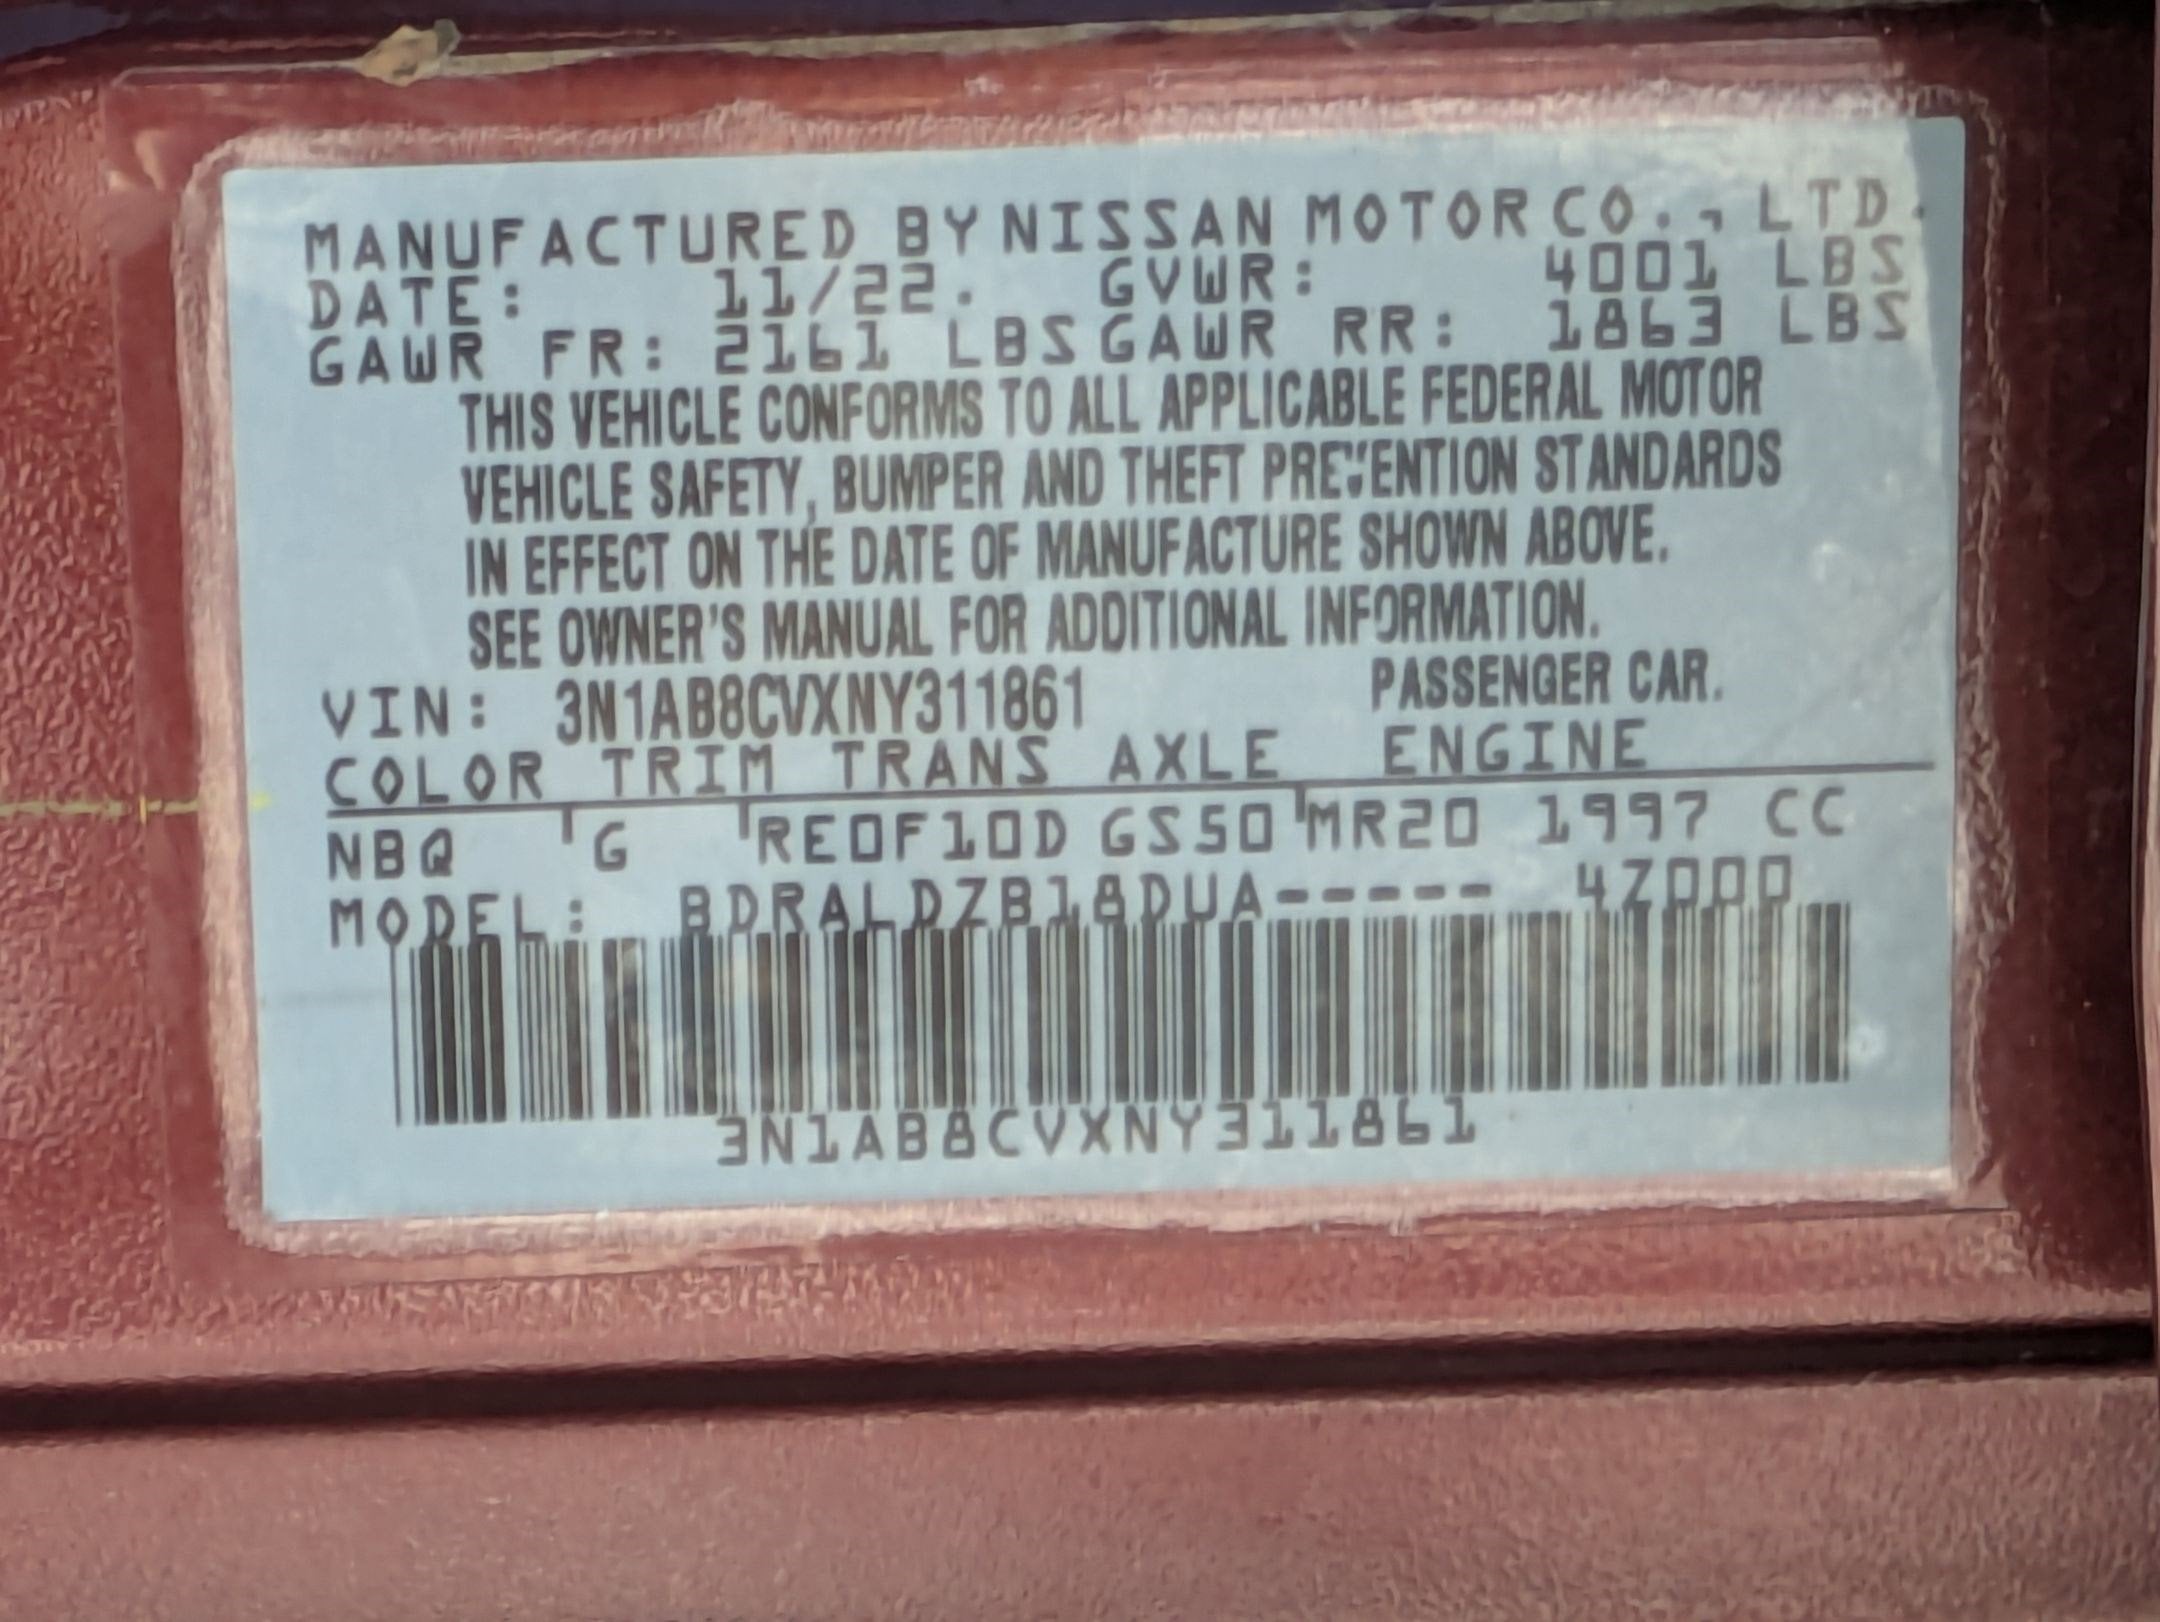 MANUFACTURED BY NISSAN MOTOR CO., LTD.
DATE: 11/22. GVWR: 4001 LBS
GAWR FR: 2161 LBS GAWR RR: 1863 LBS
THIS VEHICLE CONFORMS TO ALL APPLICABLE FEDERAL MOTOR
VEHICLE SAFETY, BUMPER AND THEFT PREVENTION STANDARDS
IN EFFECT ON THE DATE OF MANUFACTURE SHOWN ABOVE.
SEE OWNER'S MANUAL FOR ADDITIONAL INFORMATION.
VIN: 3N1AB8CVXNY311861 PASSENGER CAR.
COLOR TRIM TRANS AXLE ENGINE
NBQ G RE0F10D GS50 MR20 1997 CC
MODEL: BDRALDZB18DUA----- 4Z000
3N1AB8CVXNY311861